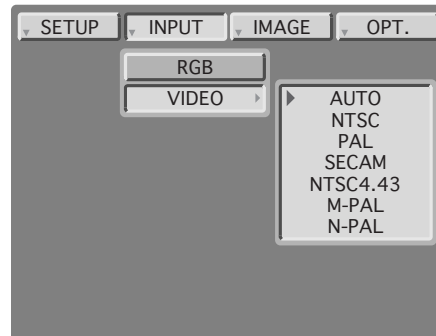 SETUP INPUT IMAGE OPT.
RGB
VIDEO AUTO
NTSC
PAL
SECAM
NTSC4.43
M-PAL
N-PAL